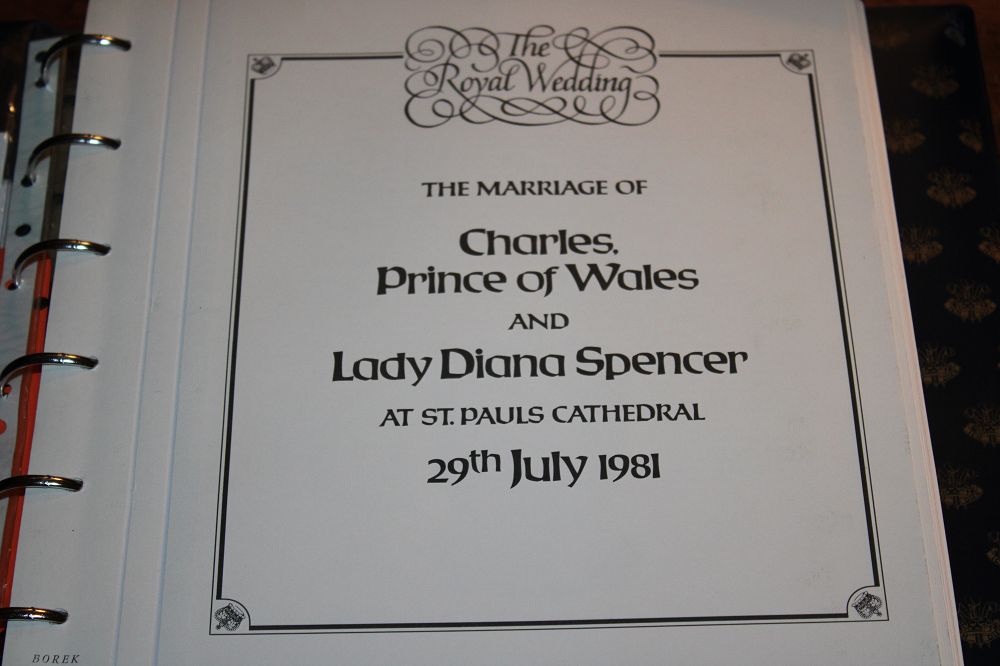 The
Royal Wedding
THE MARRIAGE OF
Charles,
Prince of Wales
AND
Lady Diana Spencer
AT ST. PAULS CATHEDRAL
29th July 1981
BOREK